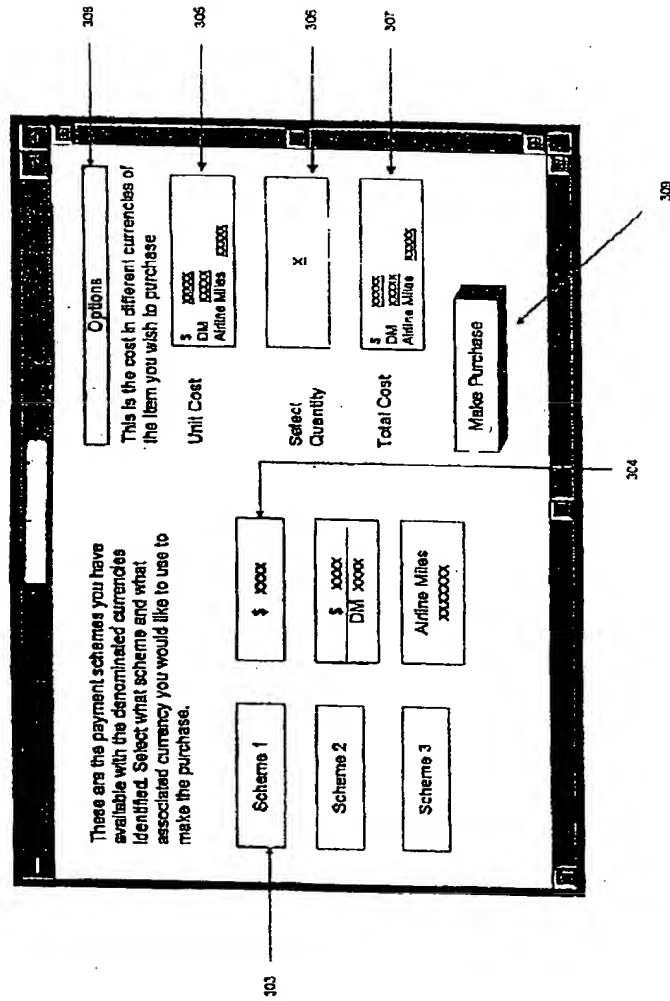 308
305
306
307
Options
This is the cost in different currencies of
the item you wish to purchase
Unit Cost
$ xxxxx
DM xxxxx
Airline Miles xxxxx
Select
Quantity
x
Total Cost
$ xxxxx
DM xxxxx
Airline Miles xxxxx
Make Purchase
309
These are the payment schemes you have
available with the denominated currencies
identified. Select what scheme and what
associated currency you would like to use to
make the purchase.
Scheme 1
$ xxxx
Scheme 2
$ xxxx
DM xxxx
Scheme 3
Airline Miles
xxxxxxx
304
303